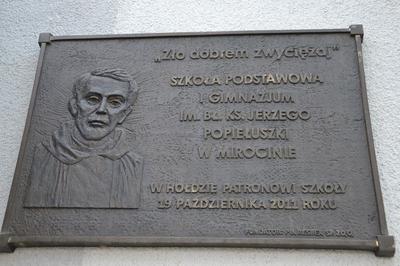 „Zło dobrem zwyciężaj"
SZKOŁA PODSTAWOWA
I GIMNAZJUM
IM. BŁ. KS. JERZEGO
POPIEŁUSZKI
W MIROCINIE
W HOŁDZIE PATRONOWI SZKOŁY
19 PAŹDZIERNIKA 2011 ROKU
FUNDATOR: